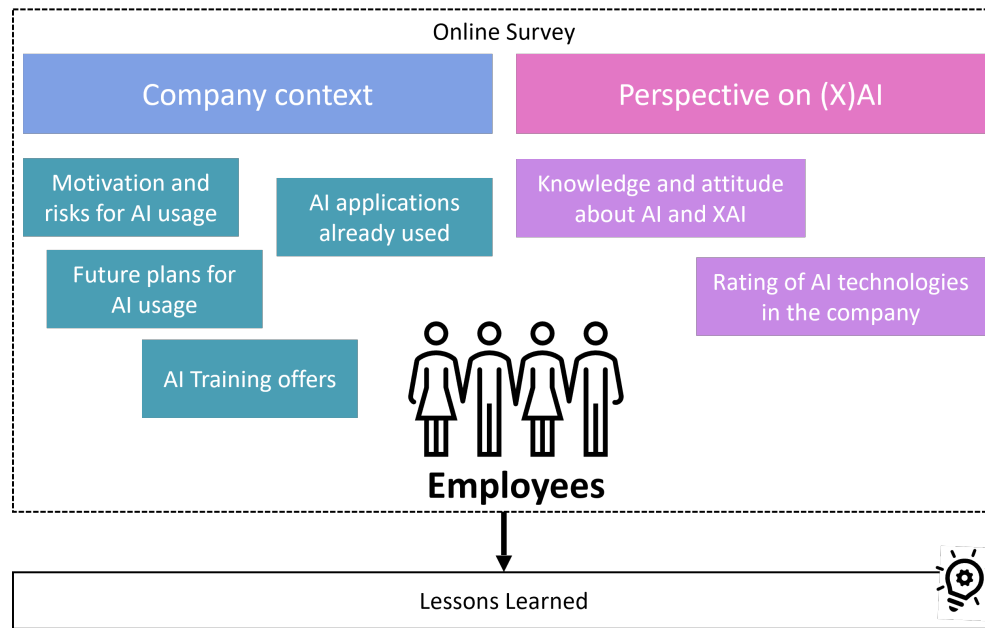 Online Survey
Company context
Perspective on (X)AI
Motivation and
risks for AI usage
AI applications
already used
Knowledge and attitude
about AI and XAI
Future plans for
AI usage
Rating of AI technologies
in the company
AI Training offers
Employees
Lessons Learned